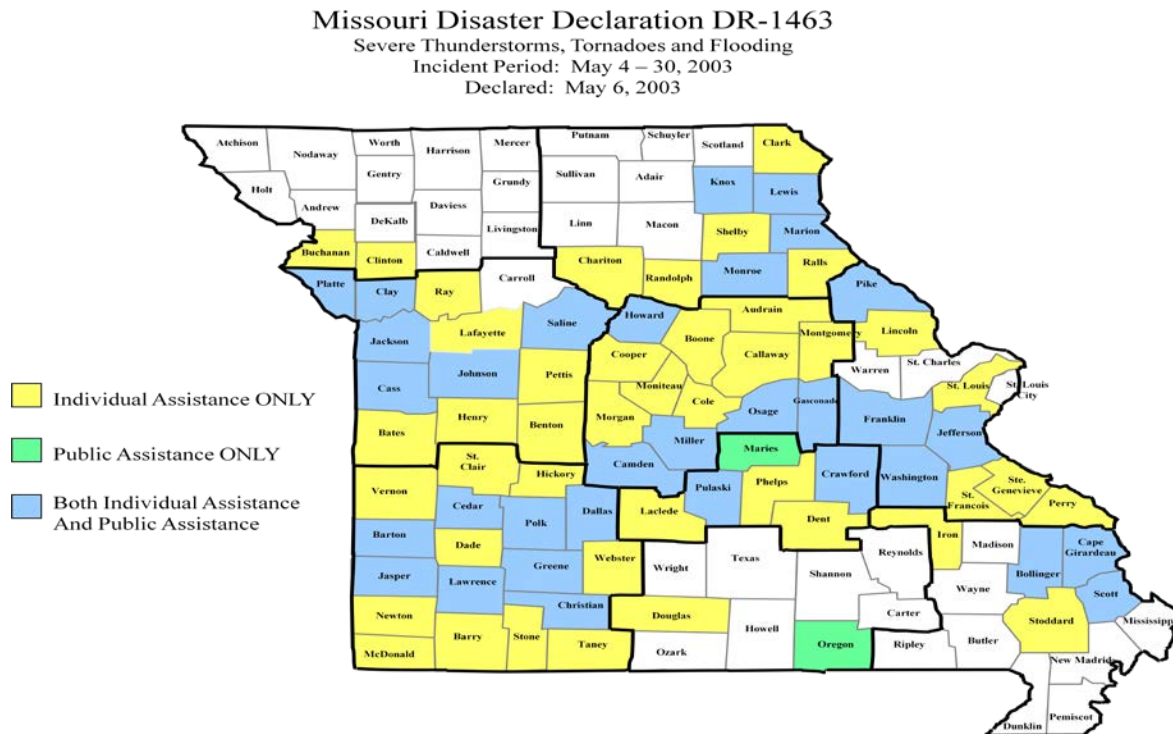 Missouri Disaster Declaration DR-1463
Severe Thunderstorms, Tornadoes and Flooding
Incident Period: May 4 – 30, 2003
Declared: May 6, 2003
Atchison
Nodaway
Worth
Harrison
Mercer
Putnam
Schuyler
Scotland
Clark
Holt
Gentry
Grundy
Sullivan
Adair
Knox
Lewis
Andrew
DeKalb
Daviess
Livingston
Linn
Macon
Shelby
Marion
Buchanan
Clinton
Caldwell
Carroll
Chariton
Randolph
Monroe
Ralls
Platte
Clay
Ray
Pike
Lafayette
Saline
Howard
Audrain
Boone
Montgomery
Lincoln
Jackson
Cooper
Callaway
Warren
St. Charles
Cass
Johnson
Pettis
Moniteau
Cole
Osage
Gasconade
Franklin
St. Louis
St. Louis
City
Individual Assistance ONLY
Bates
Henry
Benton
Morgan
Miller
Maries
Jefferson
Public Assistance ONLY
St.
Clair
Hickory
Camden
Pulaski
Phelps
Crawford
Washington
St.
Francois
Ste.
Genevieve
Perry
Both Individual Assistance
And Public Assistance
Vernon
Cedar
Polk
Dallas
Laclede
Dent
Iron
Madison
Barton
Dade
Greene
Webster
Wright
Texas
Shannon
Reynolds
Bollinger
Cape
Girardeau
Jasper
Lawrence
Christian
Wayne
Scott
Newton
Douglas
Carter
Stoddard
Mississippi
McDonald
Barry
Stone
Taney
Ozark
Howell
Oregon
Ripley
Butler
New Madrid
Dunklin
Pemiscot